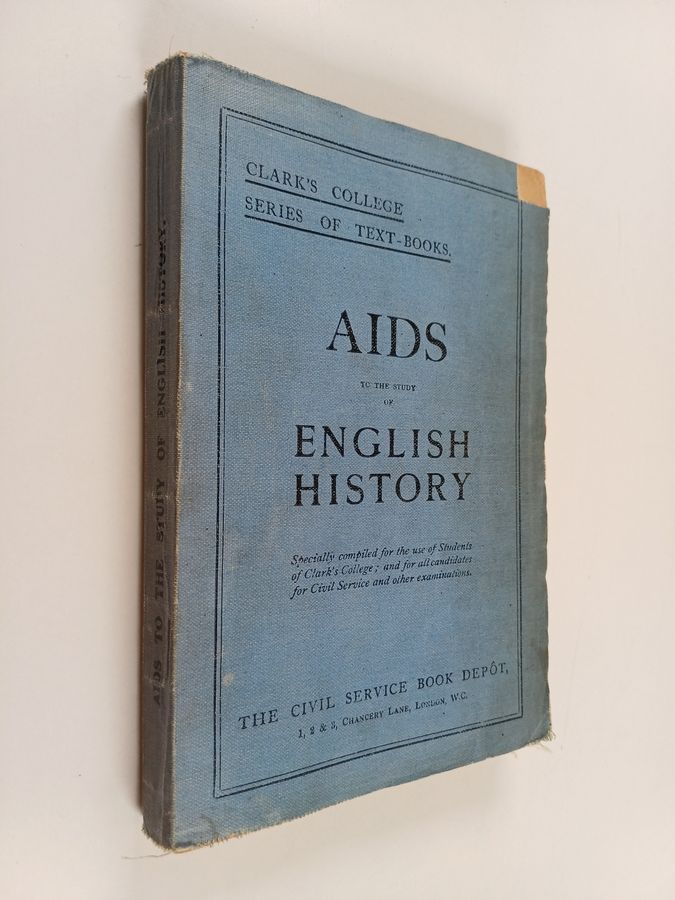 CLARK'S COLLEGE
SERIES OF TEXT-BOOKS.
AIDS
TO THE STUDY
OF
ENGLISH
HISTORY
Specially compiled for the use of Students
of Clark's College; and for all candidates
for Civil Service and other examinations.
THE CIVIL SERVICE BOOK DEPÔT,
1, 2 & 3, CHANCERY LANE, LONDON, W.C.
AIDS TO THE STUDY OF ENGLISH HISTORY.